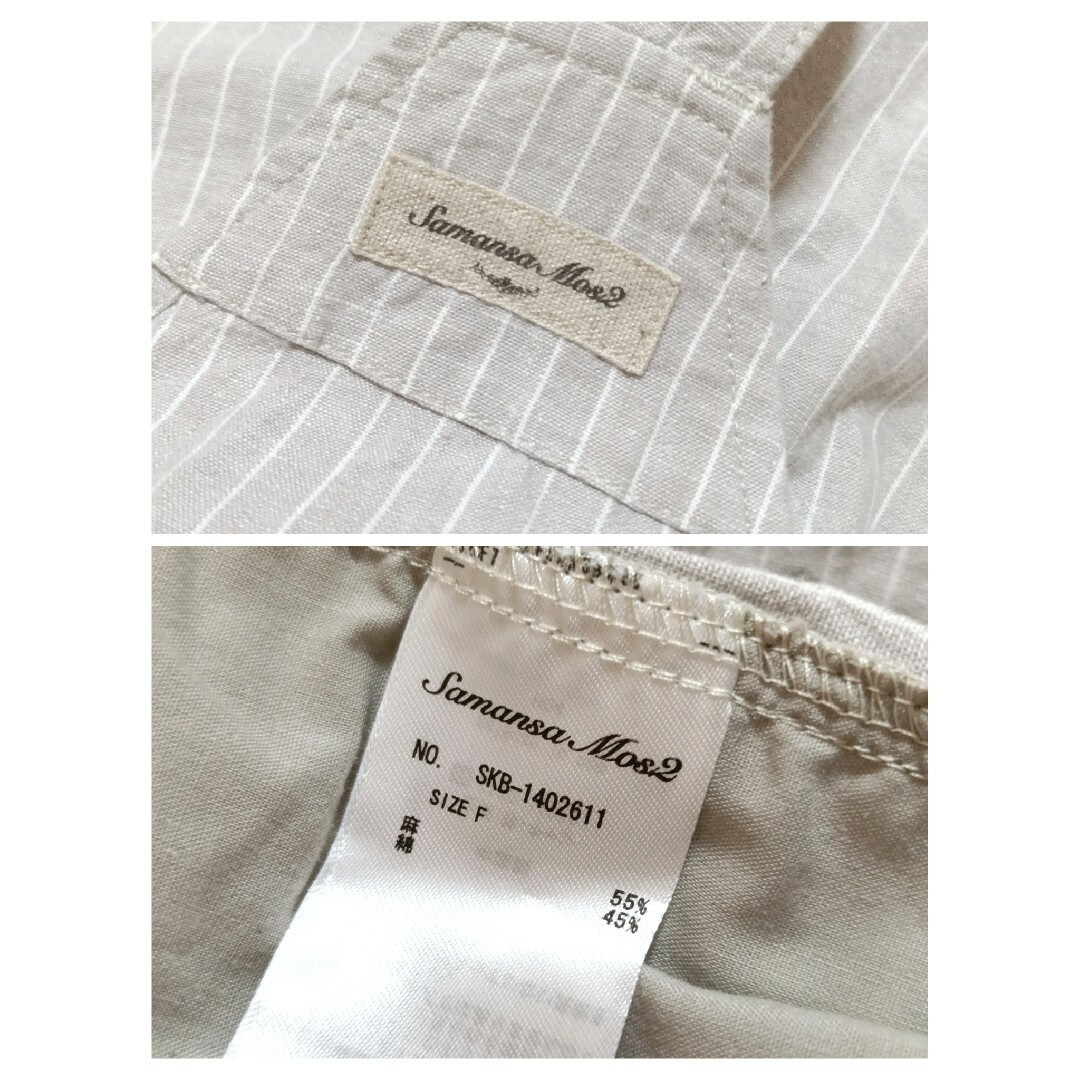 Samansa Mos2
Samansa Mos2
NO. SKB-1402611
SIZE F
麻 55%
綿 45%